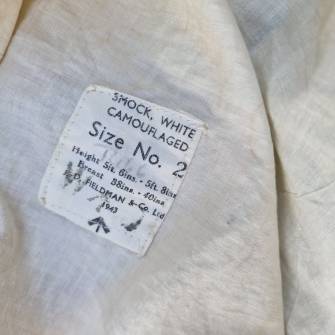 SMOCK, WHITE
CAMOUFLAGED
Size No. 2
Height 5ft. 6ins. - 5ft. 8ins
Breast 38ins. - 40ins
D. FIELDMAN & Co. Ltd
1943